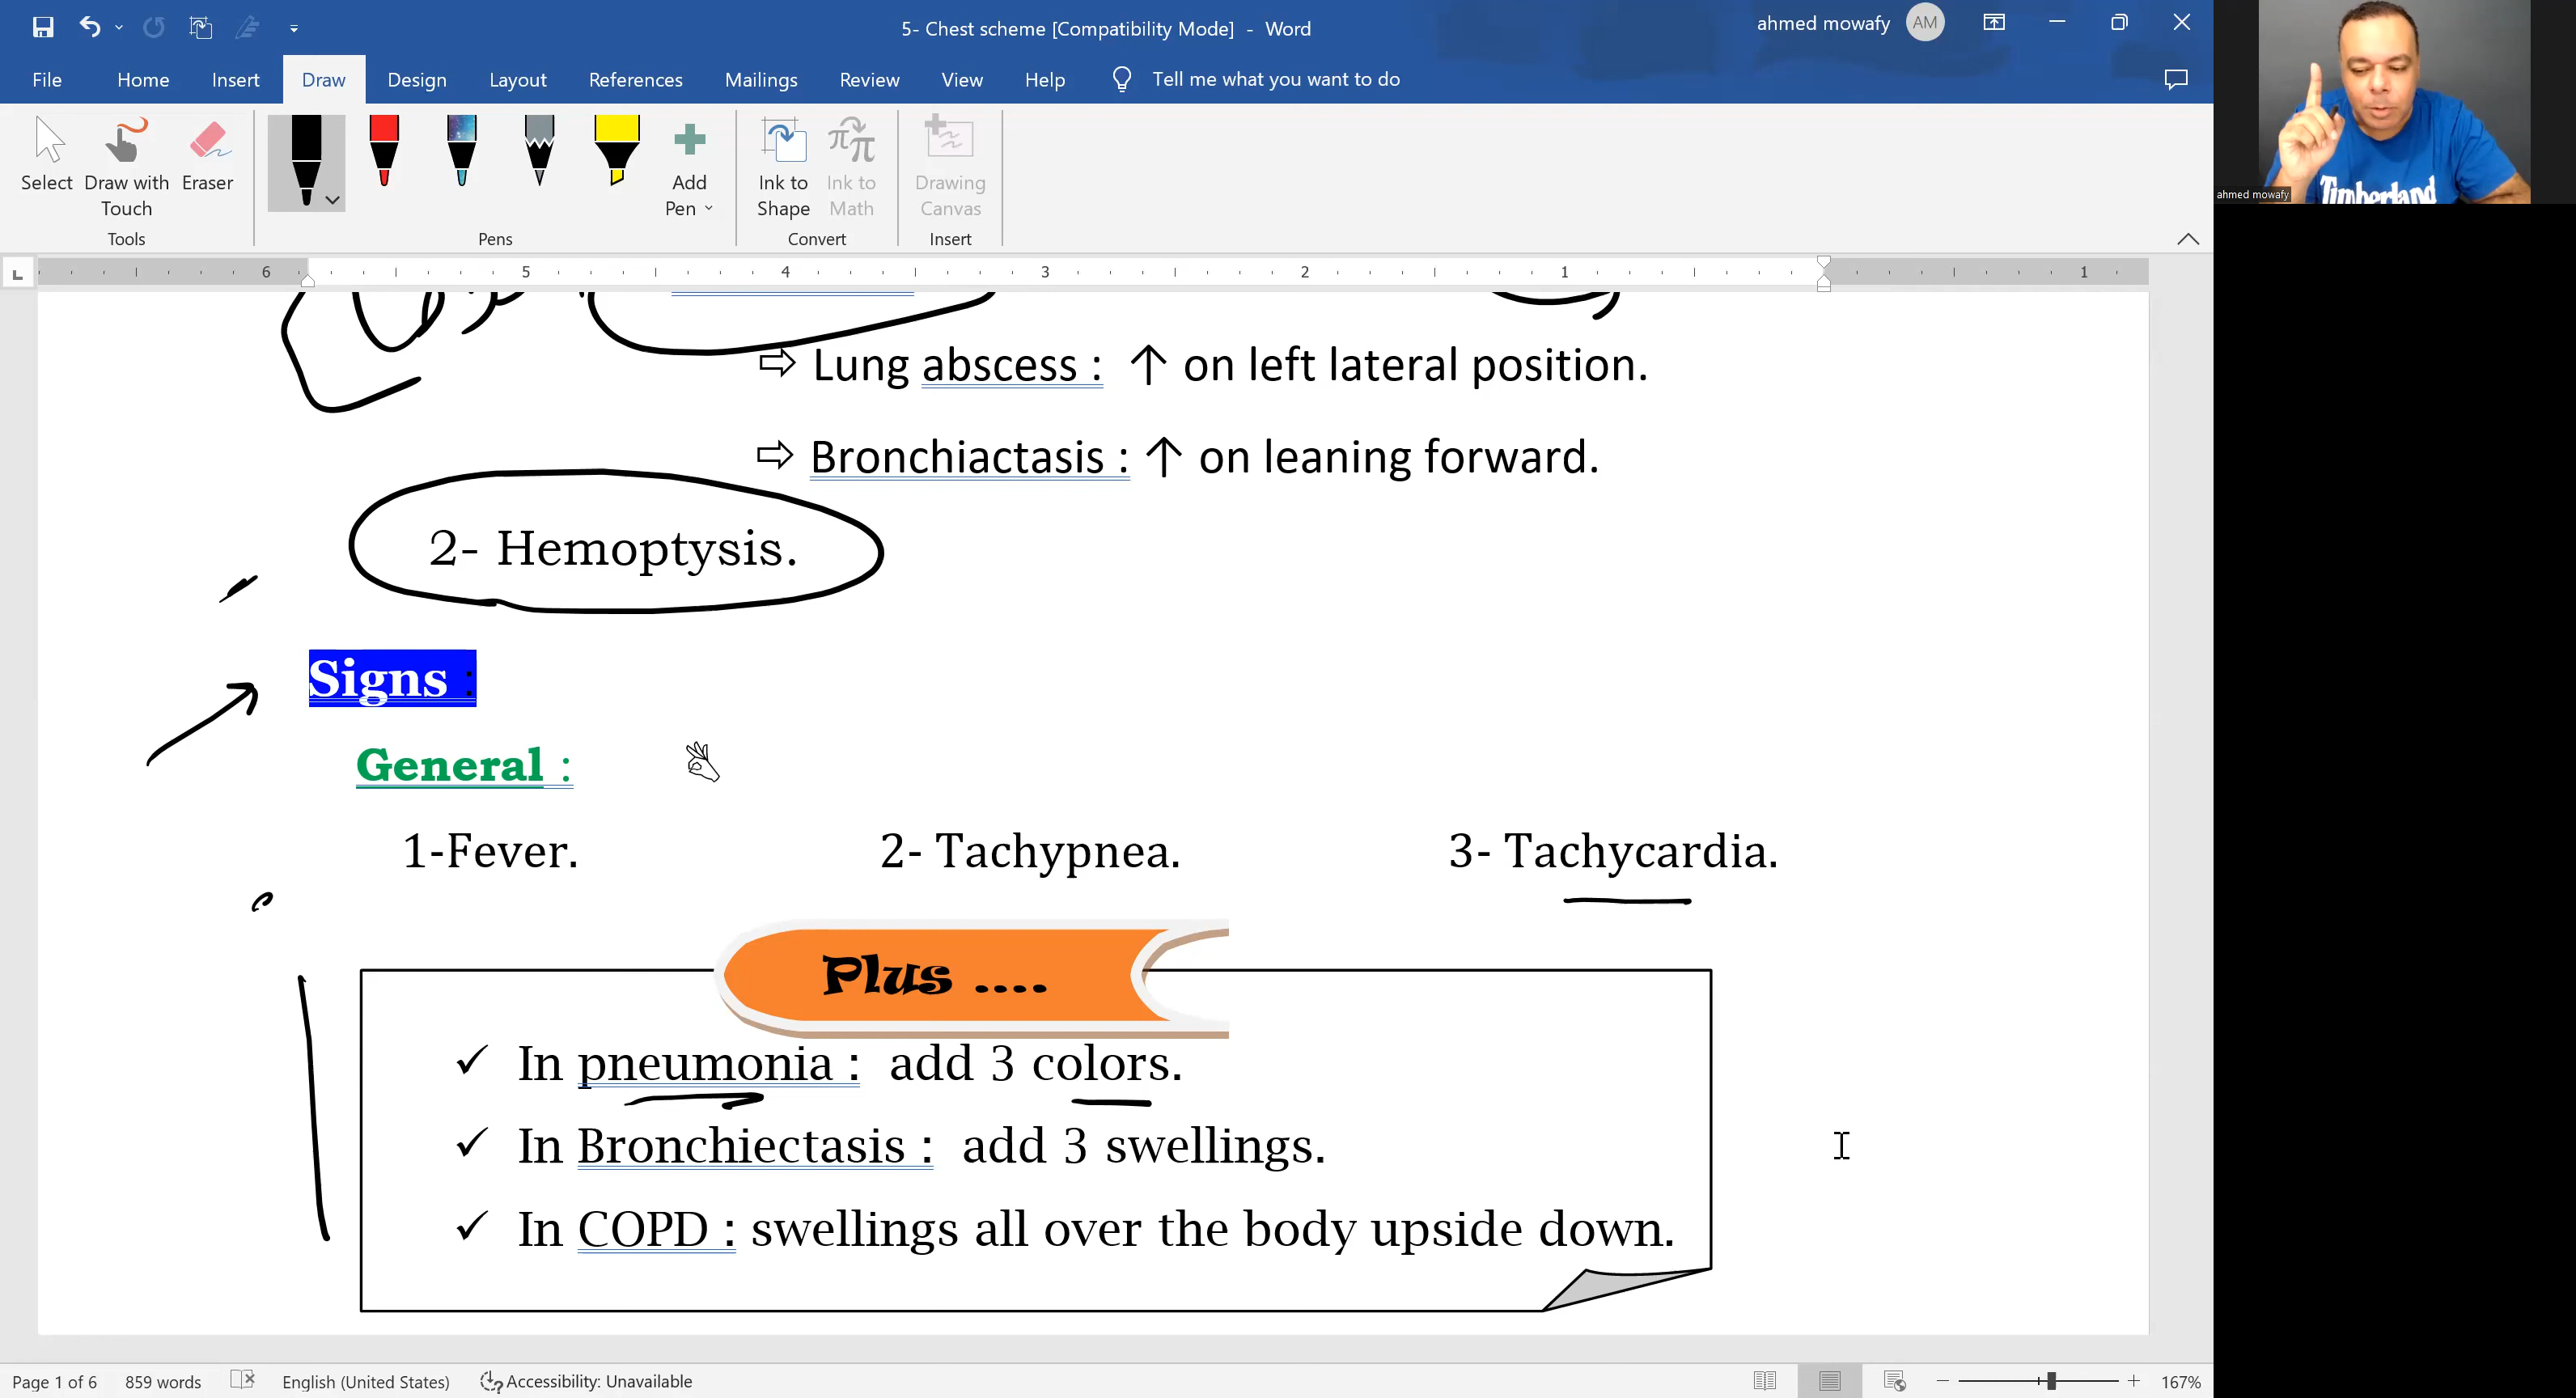 5- Chest scheme [Compatibility Mode] - Word
ahmed mowafy AM
File Home Insert Draw Design Layout References Mailings Review View Help Tell me what you want to do
Select
Draw with Touch
Eraser
Add Pen
Ink to Shape
Ink to Math
Drawing Canvas
Tools Pens Convert Insert
ahmed mowafy
Timberland
6 5 4 3 2 1 1
⇨ Lung abscess : ↑ on left lateral position.
⇨ Bronchiactasis : ↑ on leaning forward.
2- Hemoptysis.
Signs :
General :
1-Fever. 2- Tachypnea. 3- Tachycardia.
Plus ....
✓ In pneumonia : add 3 colors.
✓ In Bronchiectasis : add 3 swellings.
✓ In COPD : swellings all over the body upside down.
Page 1 of 6 859 words English (United States) Accessibility: Unavailable 167%